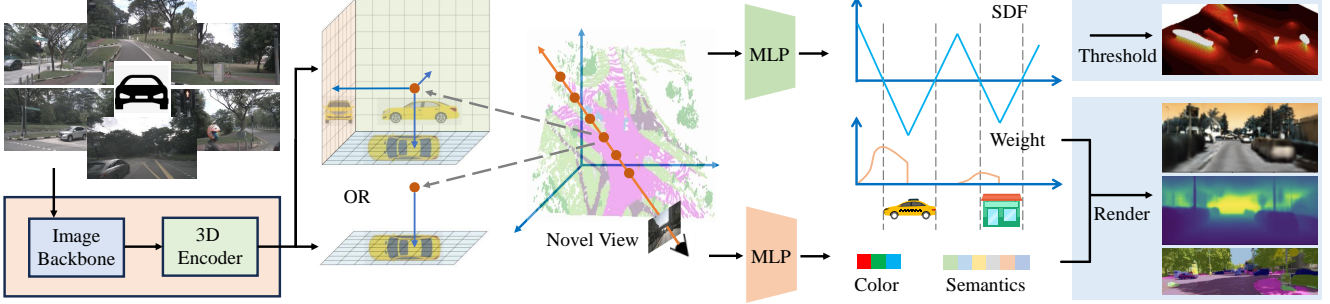 Image
Backbone
3D
Encoder
OR
Novel View
MLP
MLP
SDF
Weight
Color
Semantics
Threshold
Render